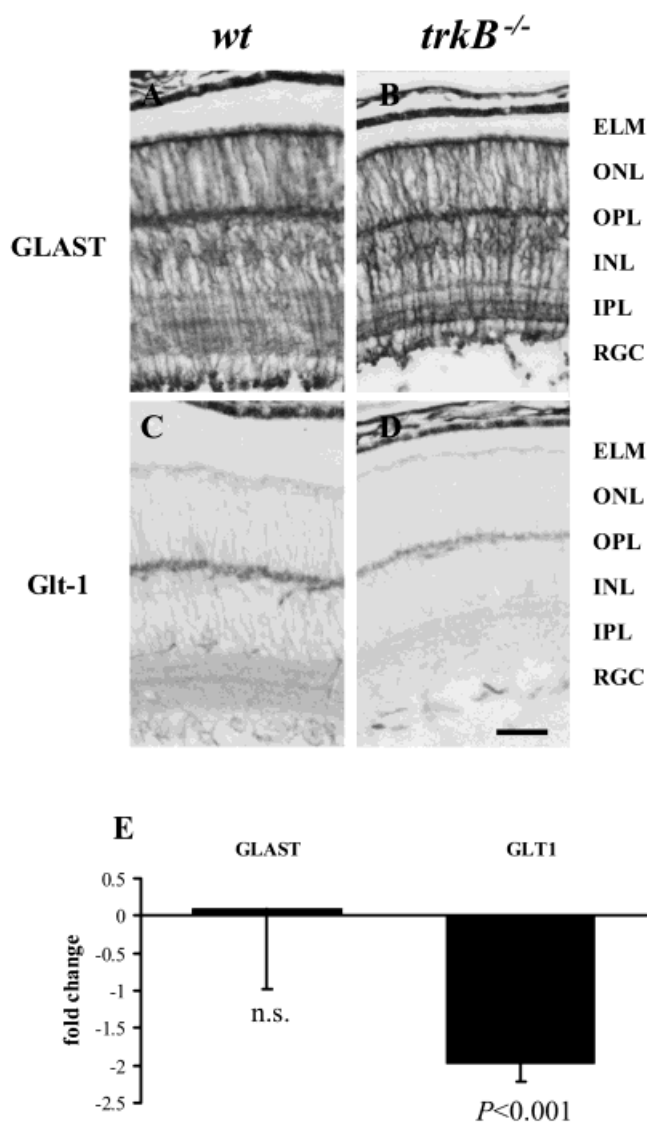 wt trkB -/-
A B
GLAST
ELM
ONL
OPL
INL
IPL
RGC
C D
Glt-1
ELM
ONL
OPL
INL
IPL
RGC
E
GLAST GLT1
fold change
0.5
0
-0.5
-1
-1.5
-2
-2.5
n.s.
P<0.001